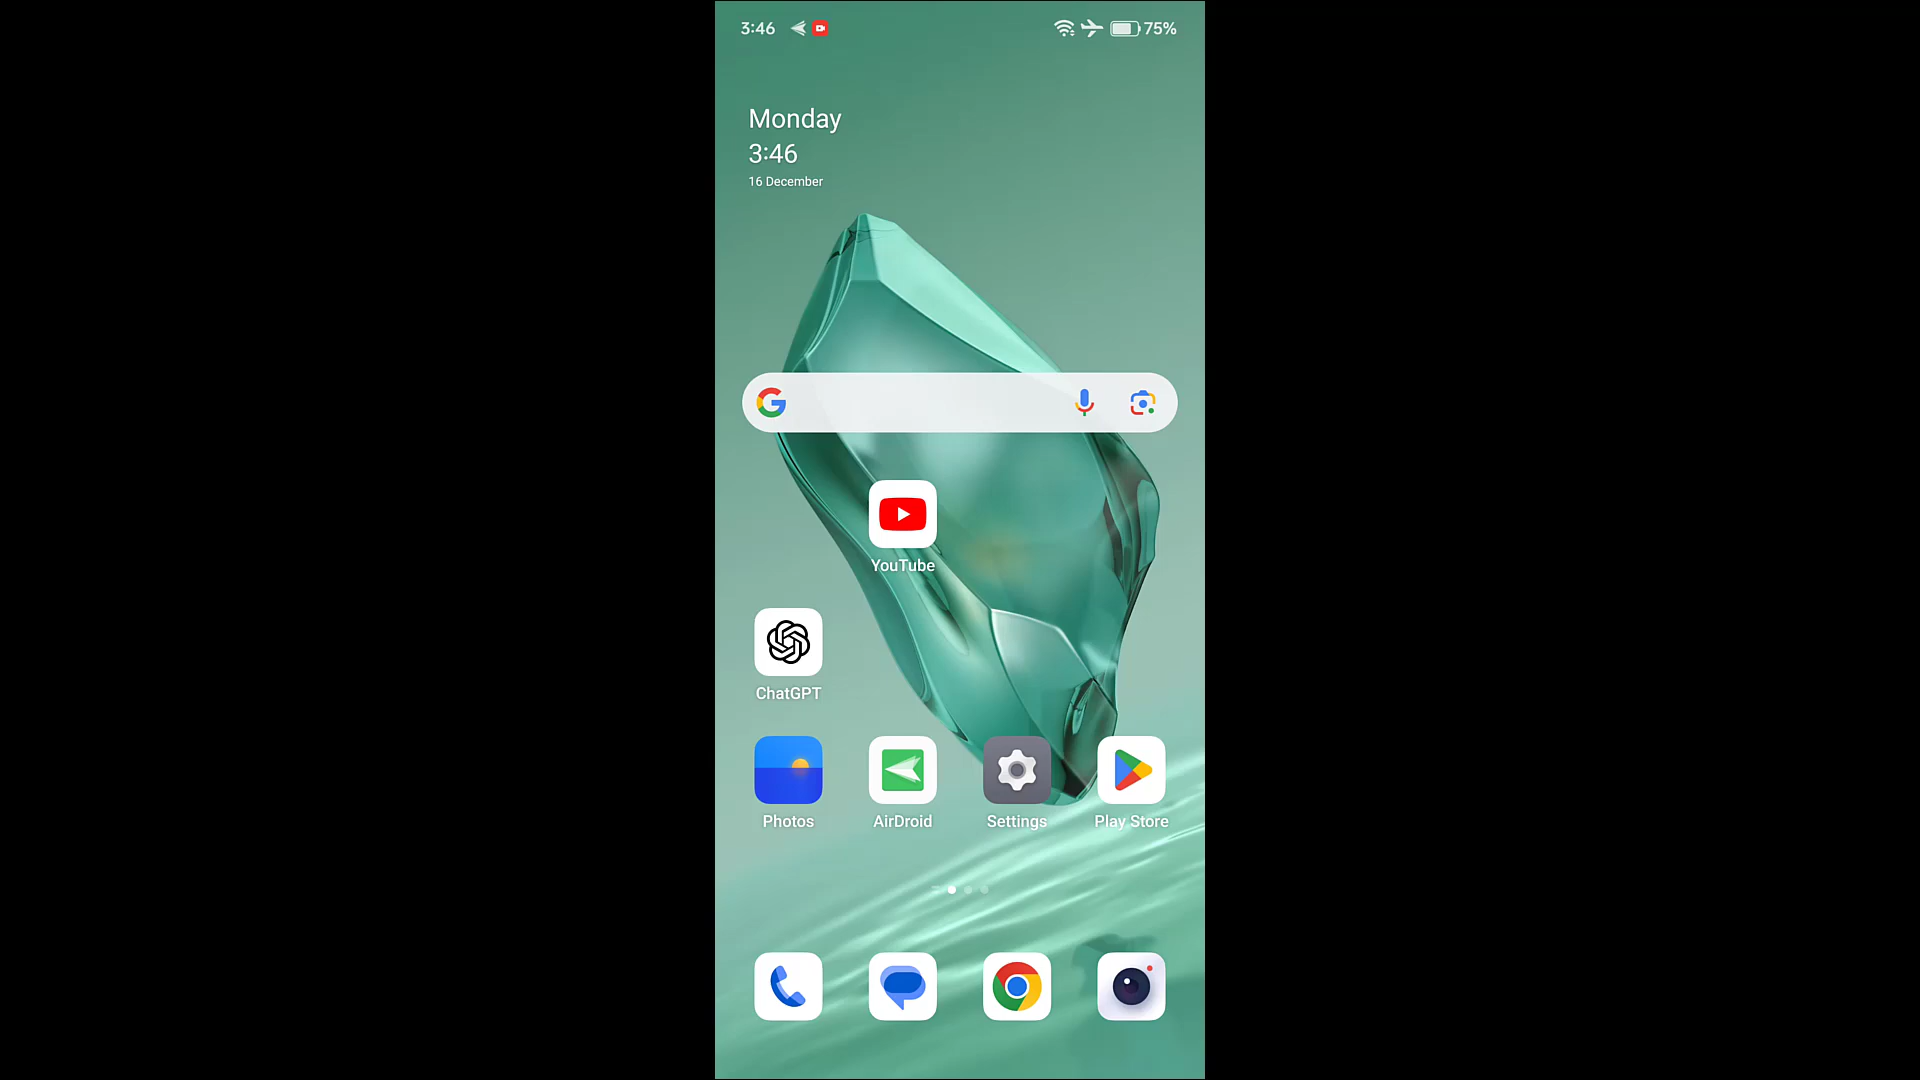 3:46
75%
Monday
3:46
16 December
YouTube
ChatGPT
Photos
AirDroid
Settings
Play Store